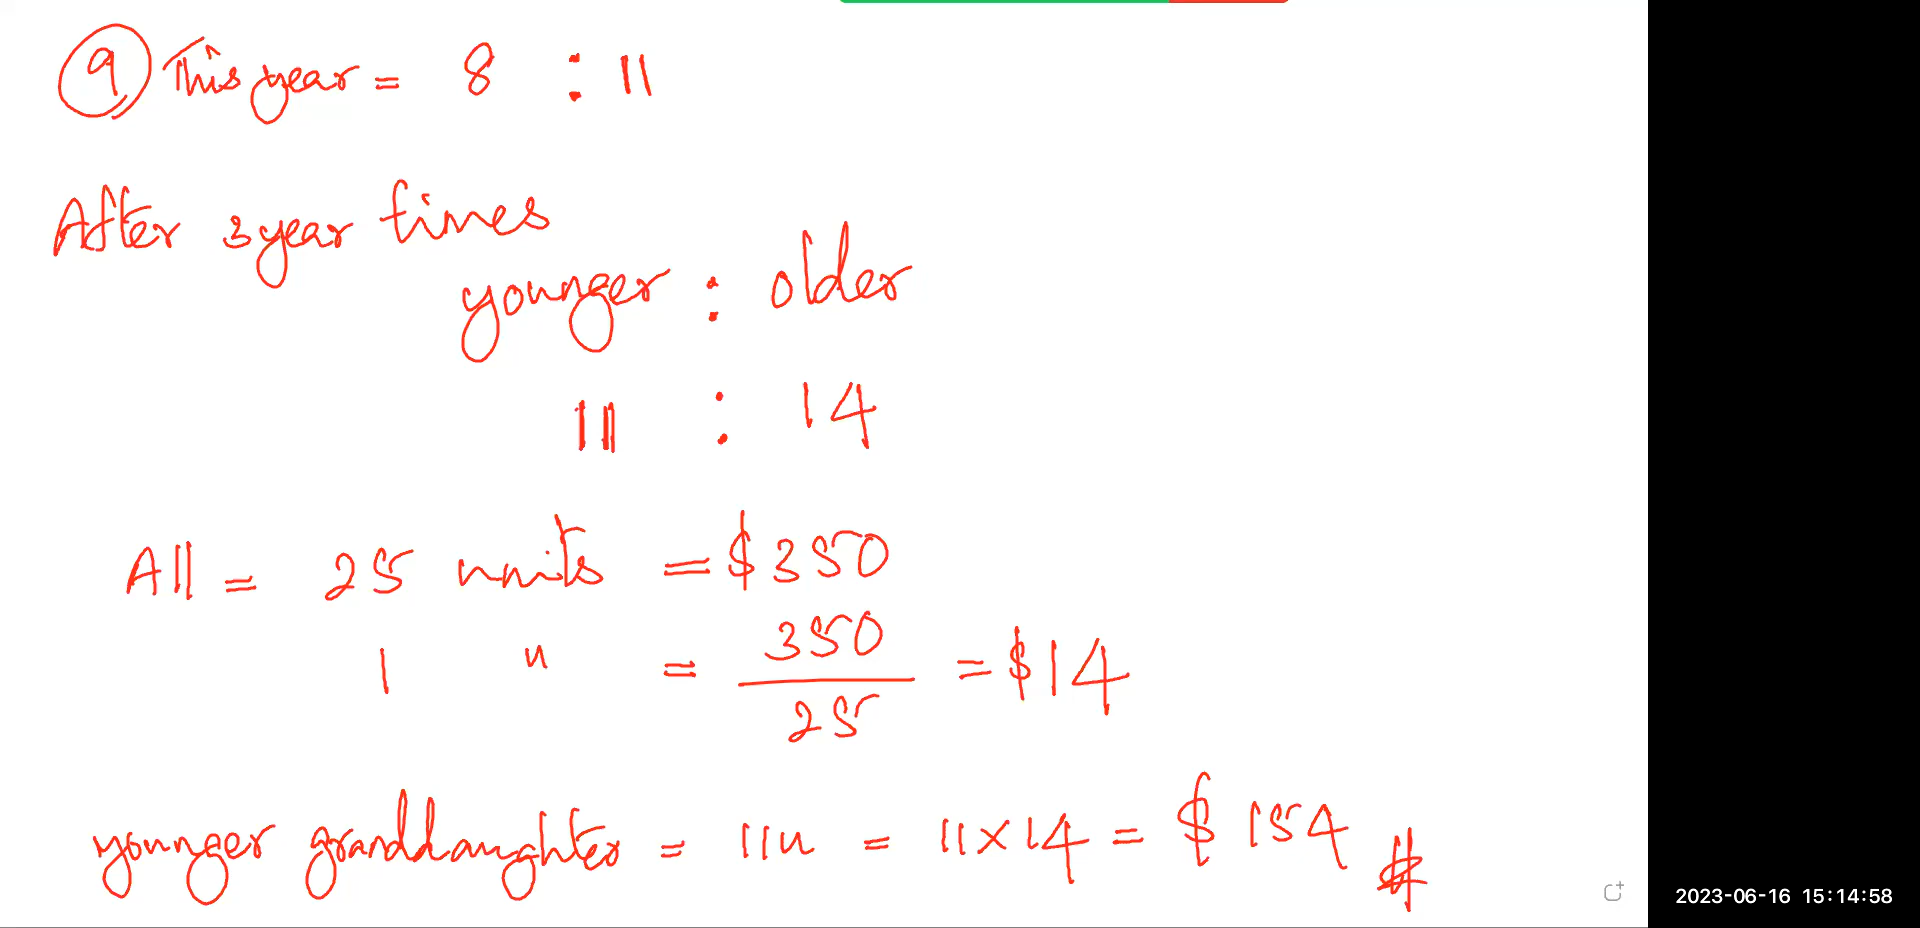 9 This year = 8 : 11
After 3 year times
younger : older
11 : 14
All = 25 units = $350
1 u = 350/25 = $14
younger granddaughter = 11u = 11×14 = $154 #
2023-06-16 15:14:58